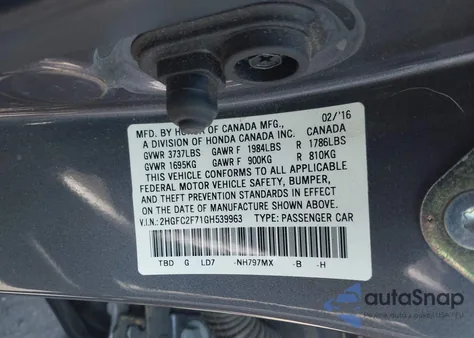 02/'16
MFD. BY HONDA OF CANADA MFG.,
A DIVISION OF HONDA CANADA INC. CANADA
GVWR 3737LBS GAWR F 1984LBS R 1786LBS
GVWR 1695KG GAWR F 900KG R 810KG
THIS VEHICLE CONFORMS TO ALL APPLICABLE
FEDERAL MOTOR VEHICLE SAFETY, BUMPER,
AND THEFT PREVENTION STANDARDS IN EFFECT
ON THE DATE OF MANUFACTURE SHOWN ABOVE.
V.I.N.: 2HGFC2F71GH539963 TYPE: PASSENGER CAR
TBD G LD7 -NH797MX -B -H
autoSnap